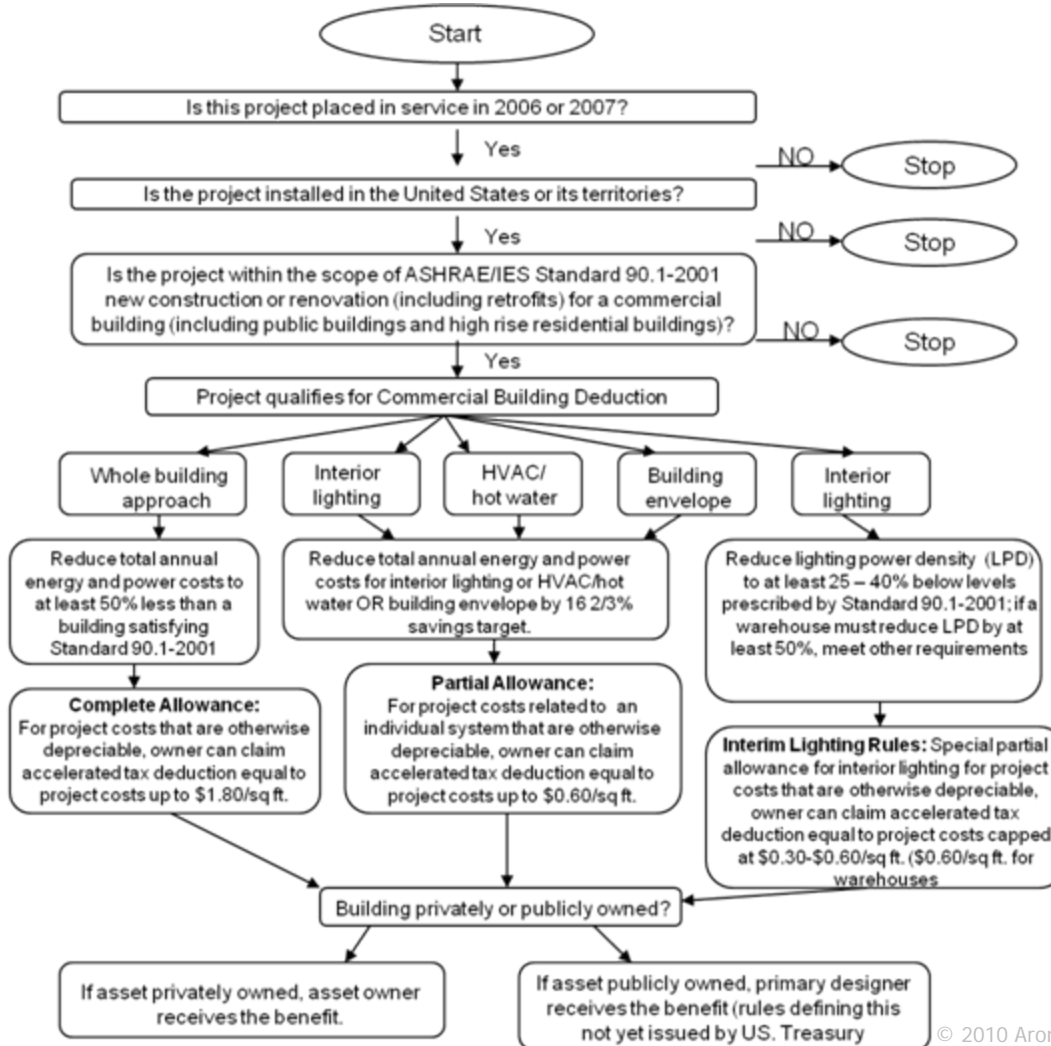 Start
Is this project placed in service in 2006 or 2007?
Yes
NO
Stop
Is the project installed in the United States or its territories?
Yes
NO
Stop
Is the project within the scope of ASHRAE/IES Standard 90.1-2001
new construction or renovation (including retrofits) for a commercial
building (including public buildings and high rise residential buildings)?
NO
Stop
Yes
Project qualifies for Commercial Building Deduction
Whole building
approach
Interior
lighting
HVAC/
hot water
Building
envelope
Interior
lighting
Reduce total annual
energy and power costs to
at least 50% less than a
building satisfying
Standard 90.1-2001
Reduce total annual energy and power
costs for interior lighting or HVAC/hot
water OR building envelope by 16 2/3%
savings target.
Reduce lighting power density (LPD)
to at least 25 – 40% below levels
prescribed by Standard 90.1-2001; if a
warehouse must reduce LPD by at
least 50%, meet other requirements
Complete Allowance:
For project costs that are otherwise
depreciable, owner can claim
accelerated tax deduction equal to
project costs up to $1.80/sq ft.
Partial Allowance:
For project costs related to an
individual system that are otherwise
depreciable, owner can claim
accelerated tax deduction equal to
project costs up to $0.60/sq ft.
Interim Lighting Rules: Special partial
allowance for interior lighting for project
costs that are otherwise depreciable,
owner can claim accelerated tax
deduction equal to project costs capped
at $0.30-$0.60/sq ft. ($0.60/sq ft. for
warehouses
Building privately or publicly owned?
If asset privately owned, asset owner
receives the benefit.
If asset publicly owned, primary designer
receives the benefit (rules defining this
not yet issued by US. Treasury
© 2010 Aron